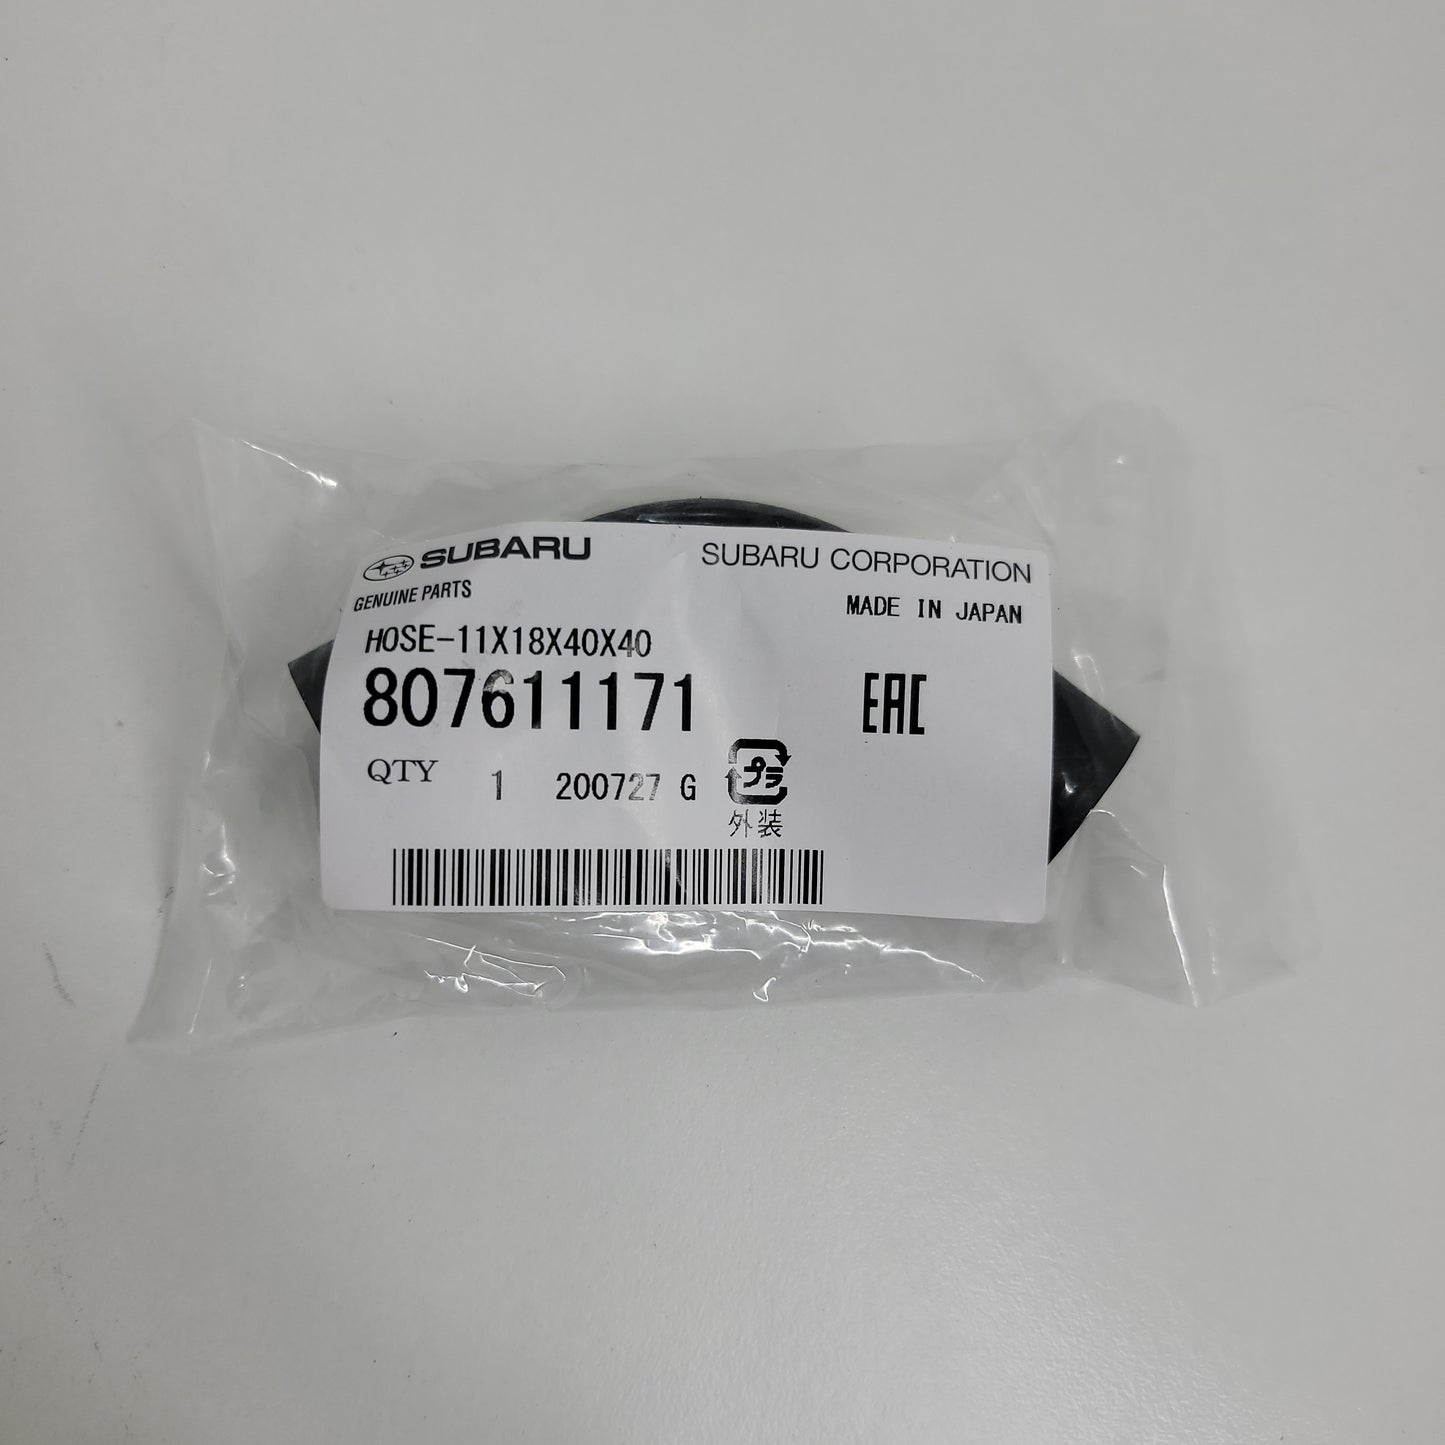 SUBARU
SUBARU CORPORATION
GENUINE PARTS
MADE IN JAPAN
HOSE-11X18X40X40
807611171
EAC
QTY 1 200727 G
プラ
外装